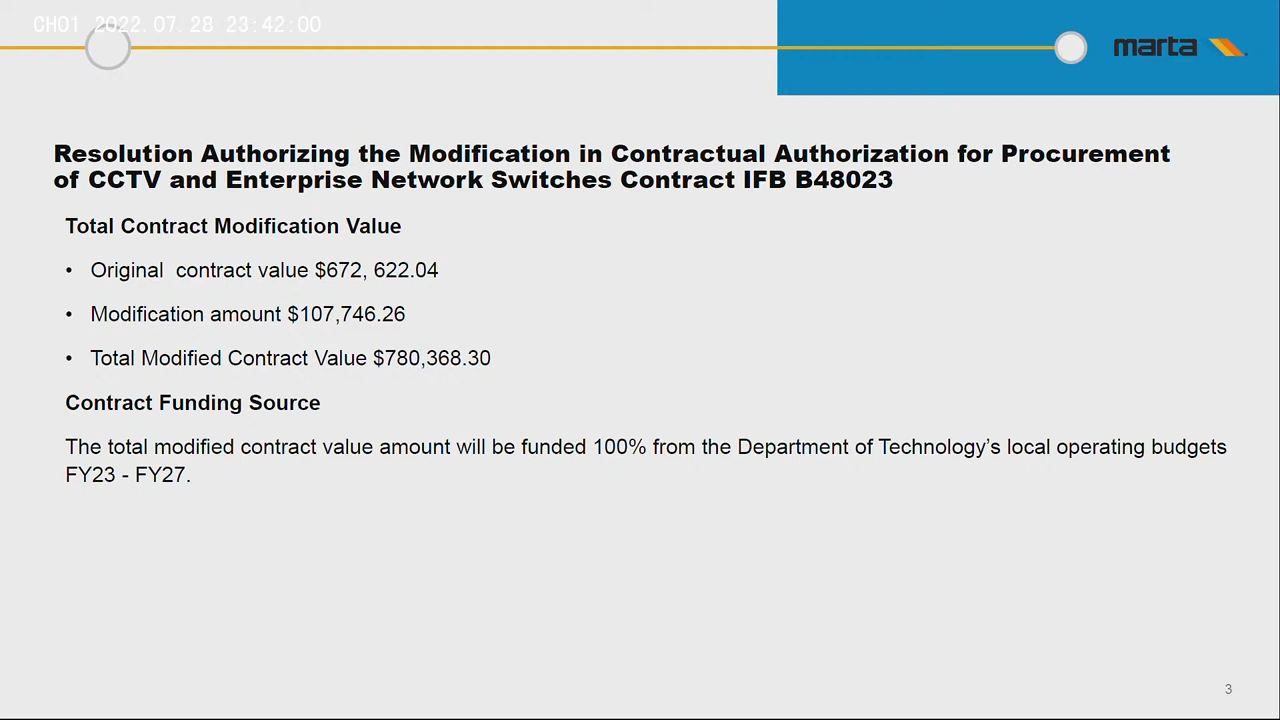 CH01 2022.07.28 23:42:00
marta
Resolution Authorizing the Modification in Contractual Authorization for Procurement
of CCTV and Enterprise Network Switches Contract IFB B48023
Total Contract Modification Value
• Original  contract value $672, 622.04
• Modification amount $107,746.26
• Total Modified Contract Value $780,368.30
Contract Funding Source
The total modified contract value amount will be funded 100% from the Department of Technology’s local operating budgets
FY23 - FY27.
3